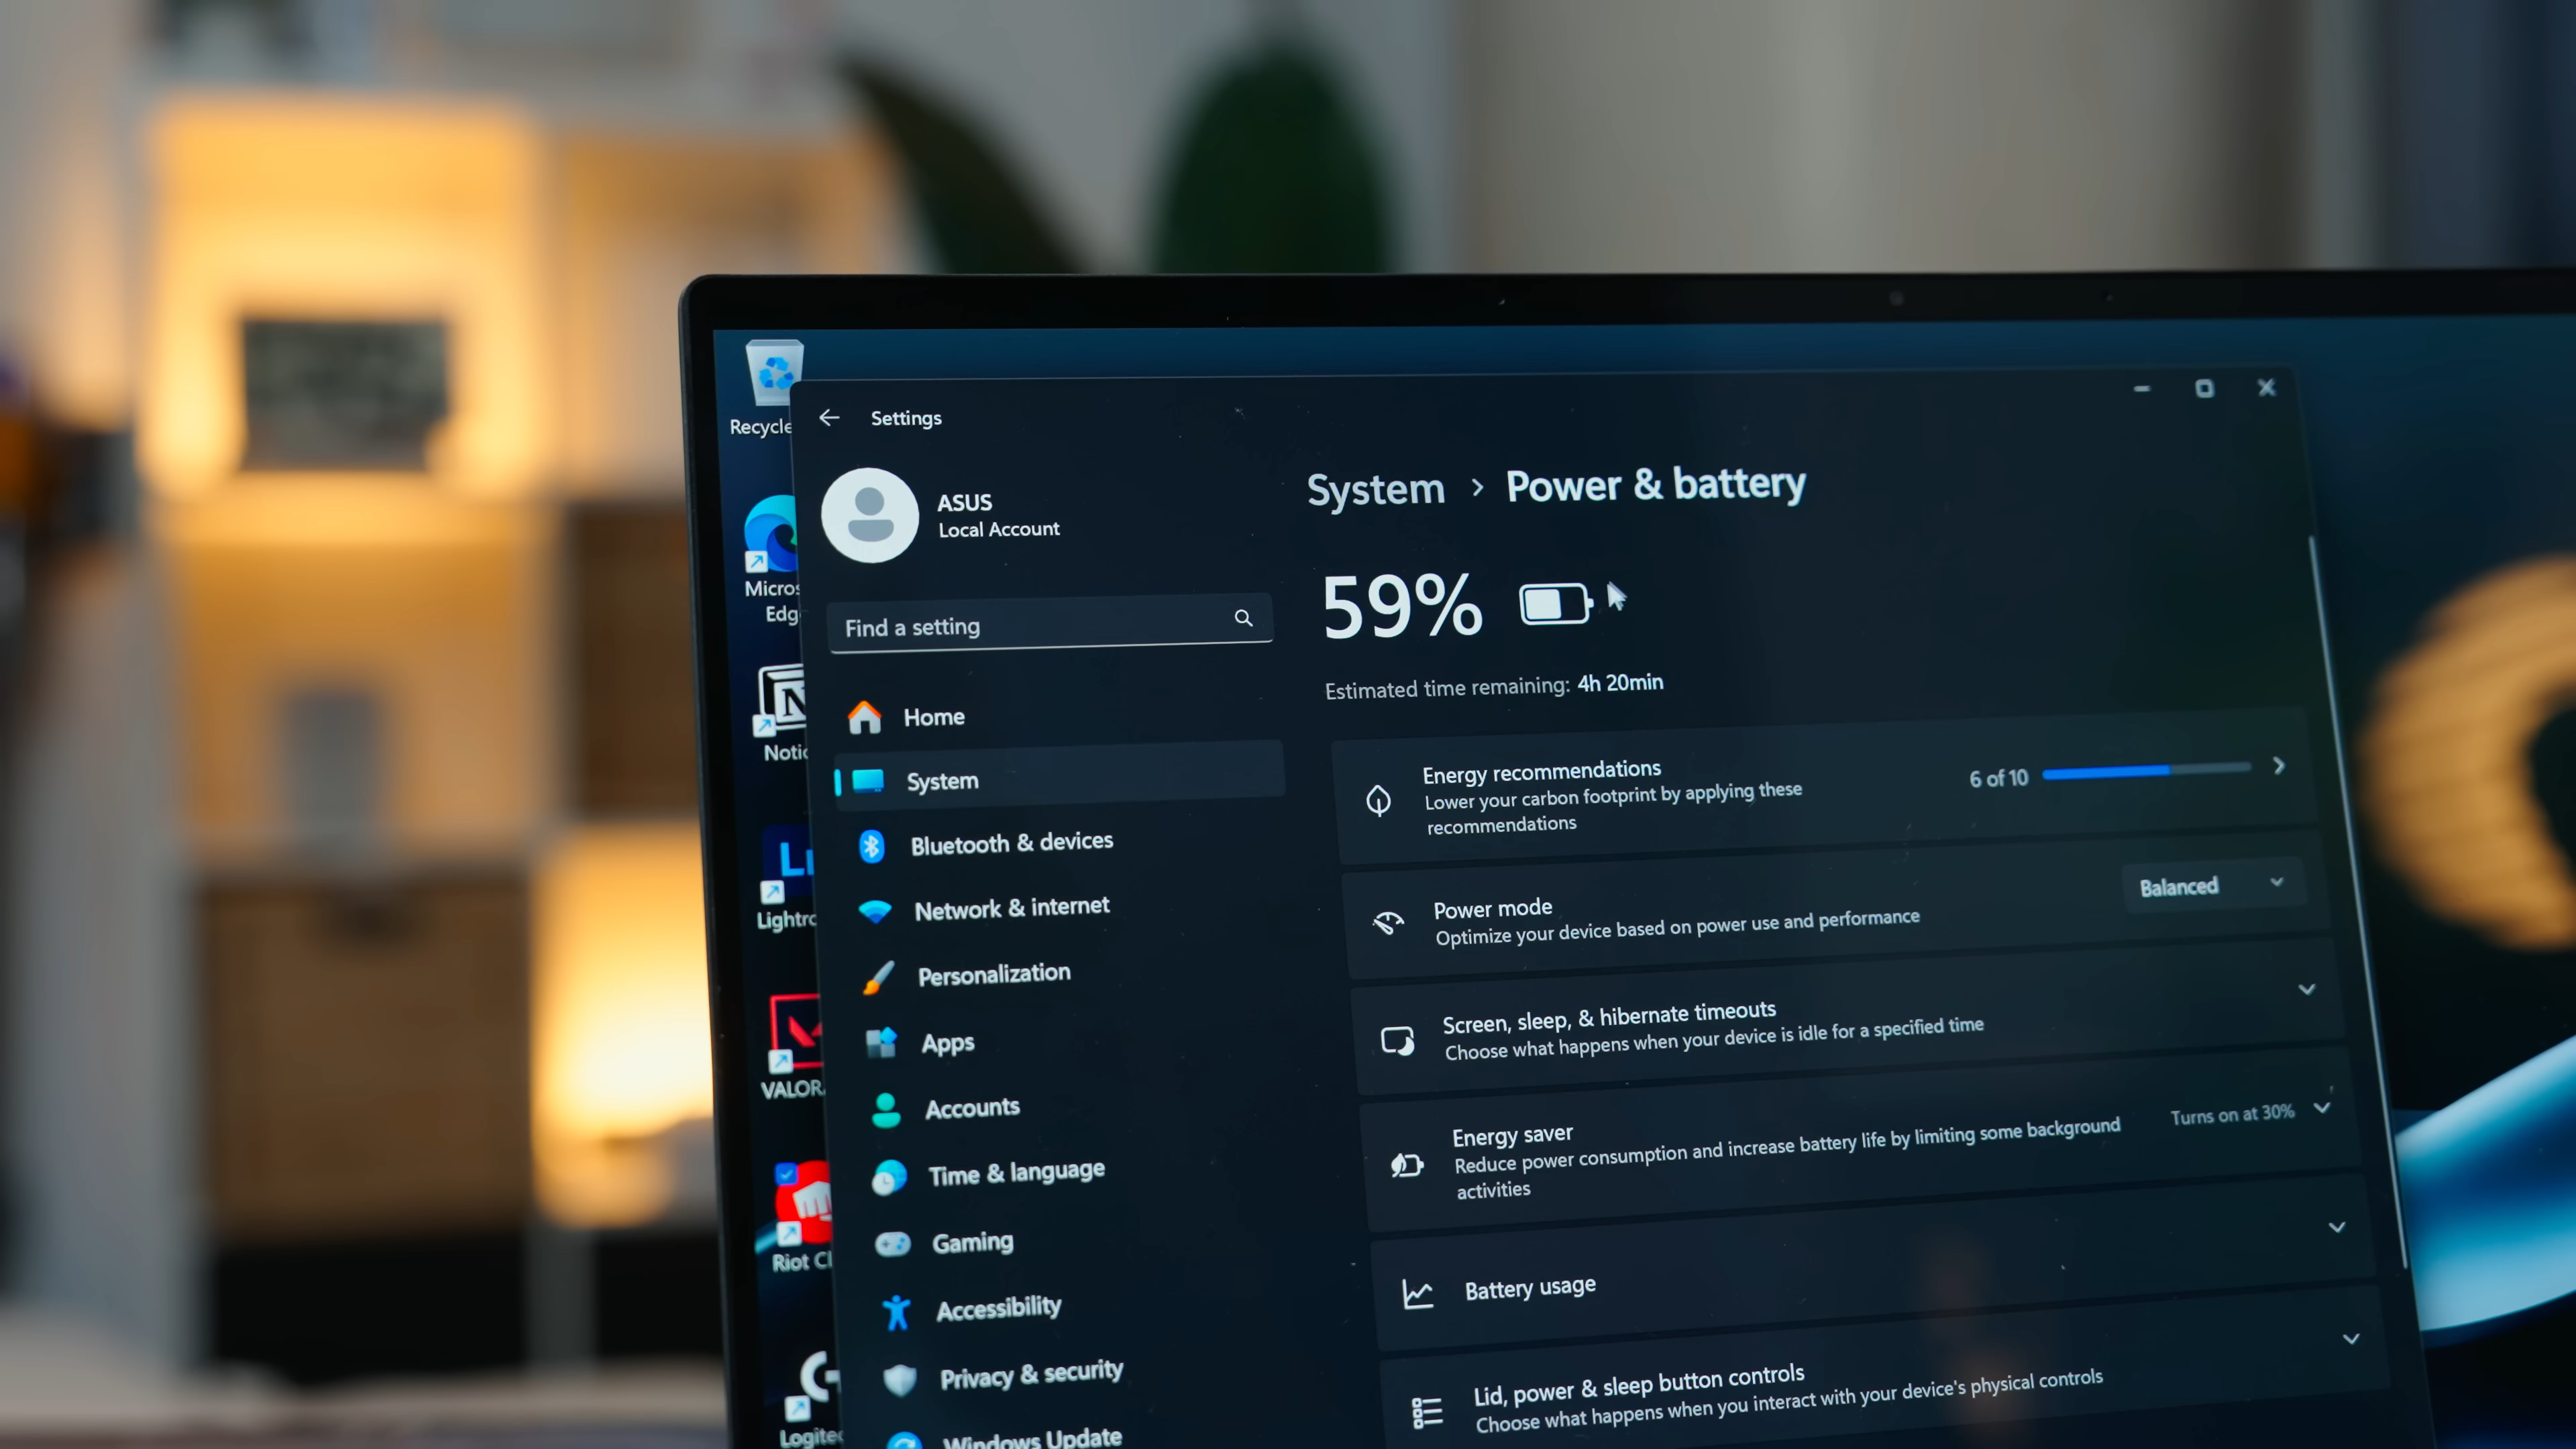 Recycle
Micros
Edg
Notic
Lightro
VALOR
Riot Cl
Logitec
Settings
ASUS
Local Account
Find a setting
Home
System
Bluetooth & devices
Network & internet
Personalization
Apps
Accounts
Time & language
Gaming
Accessibility
Privacy & security
Windows Update
System > Power & battery
59%
Estimated time remaining: 4h 20min
Energy recommendations
Lower your carbon footprint by applying these
recommendations
6 of 10
Power mode
Optimize your device based on power use and performance
Balanced
Screen, sleep, & hibernate timeouts
Choose what happens when your device is idle for a specified time
Energy saver
Reduce power consumption and increase battery life by limiting some background
activities
Turns on at 30%
Battery usage
Lid, power & sleep button controls
Choose what happens when you interact with your device's physical controls